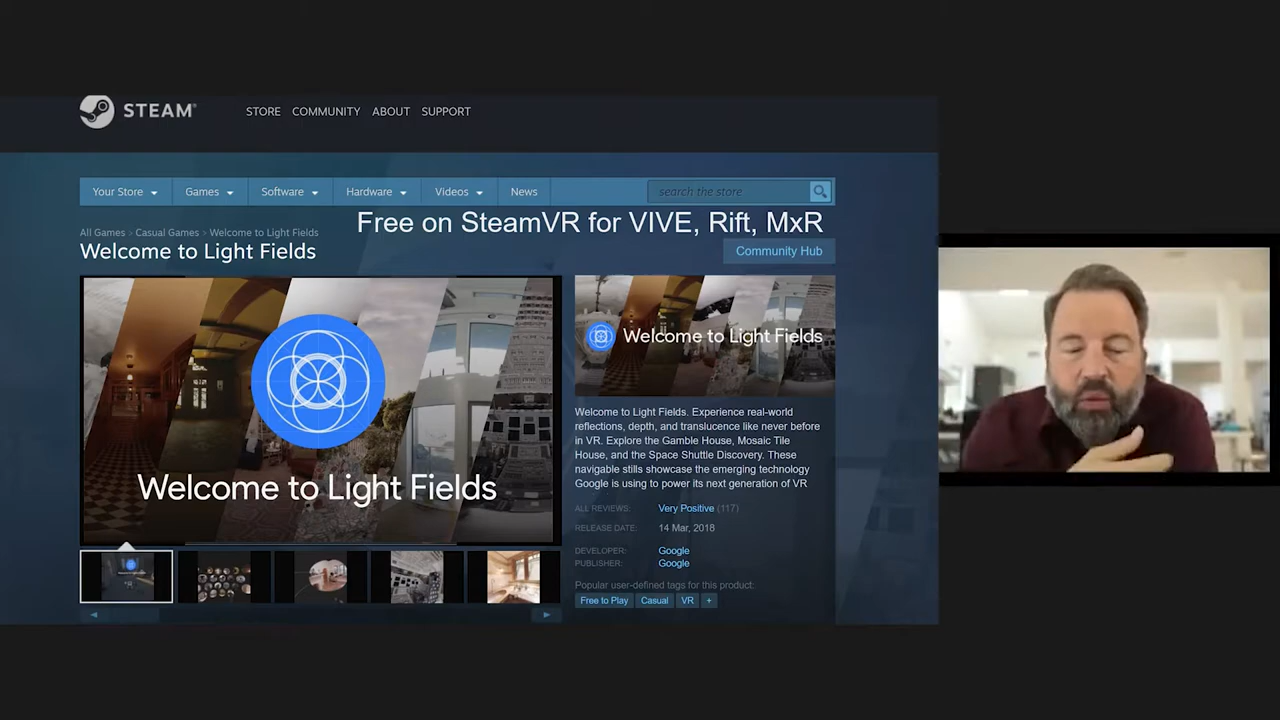 STEAM®
STORE COMMUNITY ABOUT SUPPORT
Your Store Games Software Hardware Videos News search the store
Free on SteamVR for VIVE, Rift, MxR
All Games > Casual Games > Welcome to Light Fields
Welcome to Light Fields
Community Hub
Welcome to Light Fields
Welcome to Light Fields
Welcome to Light Fields. Experience real-world
reflections, depth, and translucence like never before
in VR. Explore the Gamble House, Mosaic Tile
House, and the Space Shuttle Discovery. These
navigable stills showcase the emerging technology
Google is using to power its next generation of VR
ALL REVIEWS: Very Positive (117)
RELEASE DATE: 14 Mar, 2018
DEVELOPER: Google
PUBLISHER: Google
Popular user-defined tags for this product:
Free to Play Casual VR +